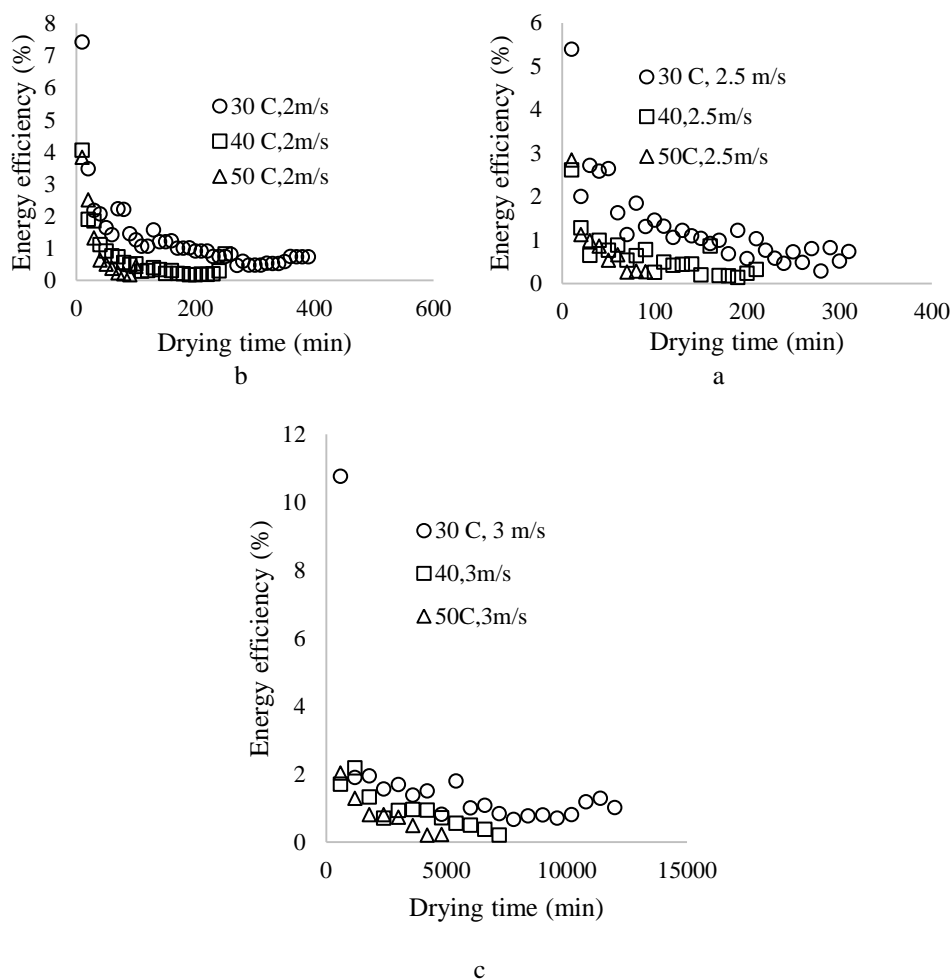 8
7
6
5
4
3
2
1
0
Energy efficiency (%)
30 C,2m/s
40 C,2m/s
50 C,2m/s
0 200 400 600
Drying time (min)
b
6
5
4
3
2
1
0
Energy efficiency (%)
30 C, 2.5 m/s
40,2.5m/s
50C,2.5m/s
0 100 200 300 400
Drying time (min)
a
12
10
8
6
4
2
0
Energy efficiency (%)
30 C, 3 m/s
40,3m/s
50C,3m/s
0 5000 10000 15000
Drying time (min)
c